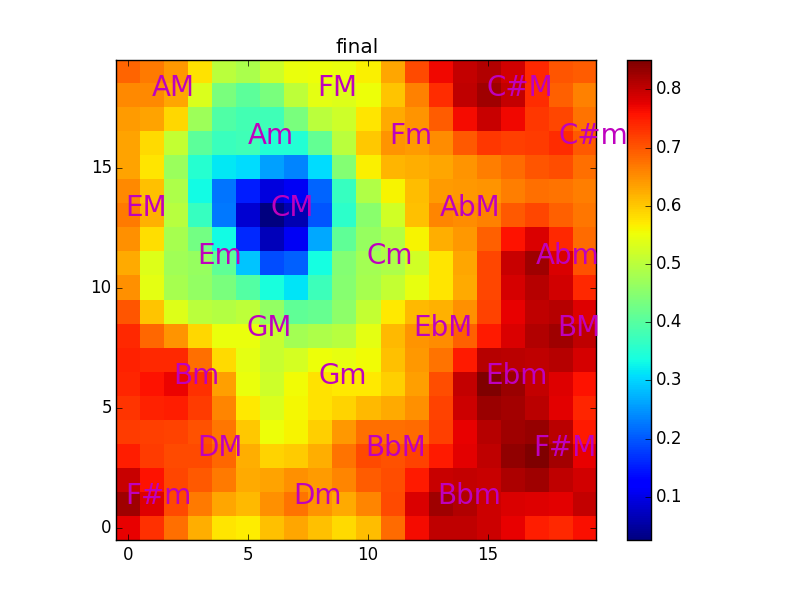 final
AM FM C#M
Am Fm C#m
EM CM AbM
Em Cm Abm
GM EbM BM
Bm Gm Ebm
DM BbM F#M
F#m Dm Bbm
15
10
5
0
0 5 10 15
0.8
0.7
0.6
0.5
0.4
0.3
0.2
0.1